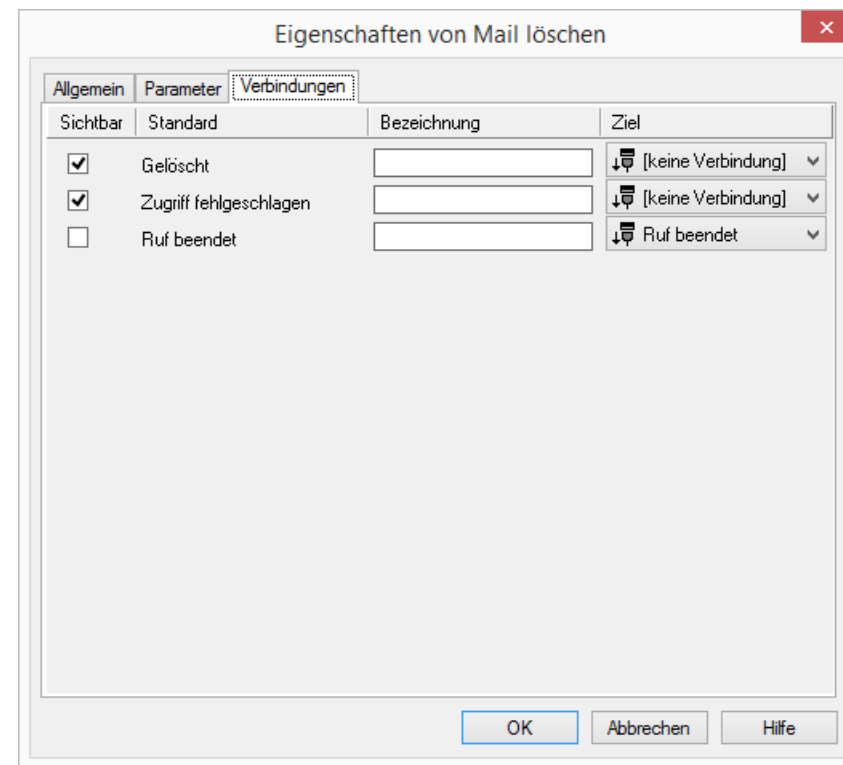 Eigenschaften von Mail löschen
Allgemein Parameter Verbindungen
Sichtbar Standard Bezeichnung Ziel
Gelöscht [keine Verbindung]
Zugriff fehlgeschlagen [keine Verbindung]
Ruf beendet Ruf beendet
OK Abbrechen Hilfe